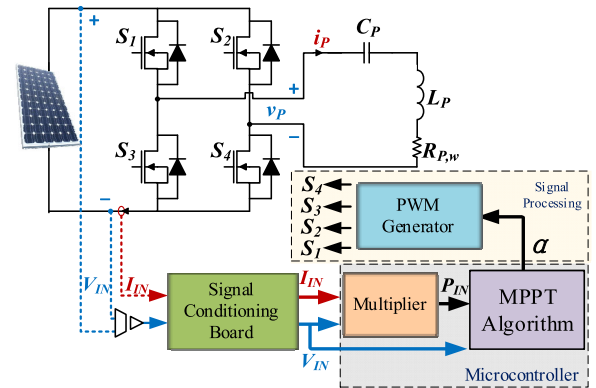 +
S1
S2
iP
CP
+
vP
−
LP
RP,w
S3
S4
−
S4
S3
S2
S1
PWM
Generator
Signal
Processing
α
VIN
IIN
Signal
Conditioning
Board
IIN
VIN
Multiplier
PIN
MPPT
Algorithm
Microcontroller